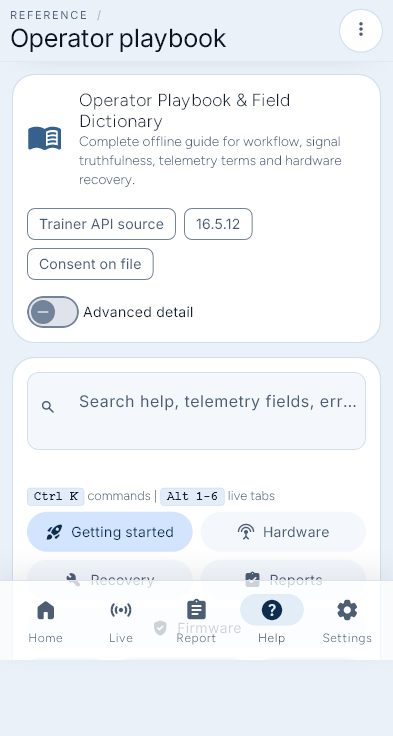 REFERENCE /
Operator playbook
Operator Playbook & Field
Dictionary
Complete offline guide for workflow, signal
truthfulness, telemetry terms and hardware
recovery.
Trainer API source
16.5.12
Consent on file
Advanced detail
Search help, telemetry fields, err...
Ctrl K commands | Alt 1-6 live tabs
Getting started
Hardware
Recovery
Reports
Firmware
Home
Live
Report
Help
Settings